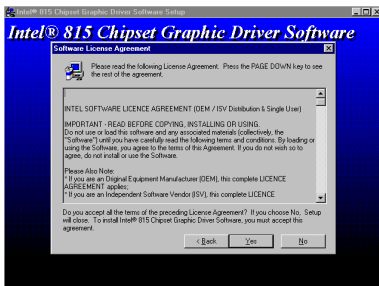 Intel® 815 Chipset Graphic Driver Software Setup
Intel® 815 Chipset Graphic Driver Software
Software License Agreement
Please read the following License Agreement. Press the PAGE DOWN key to see
the rest of the agreement.
INTEL SOFTWARE LICENCE AGREEMENT (OEM / ISV Distribution & Single User)
IMPORTANT - READ BEFORE COPYING, INSTALLING OR USING.
Do not use or load this software and any associated materials (collectively, the
"Software") until you have carefully read the following terms and conditions. By loading or
using the Software, you agree to the terms of this Agreement. If you do not wish to so
agree, do not install or use the Software.
Please Also Note:
* If you are an Original Equipment Manufacturer (OEM), this complete LICENCE
AGREEMENT applies;
* If you are an Independent Software Vendor (ISV), this complete LICENCE
Do you accept all the terms of the preceding License Agreement? If you choose No, Setup
will close. To install Intel® 815 Chipset Graphic Driver Software, you must accept this
agreement.
< Back
Yes
No